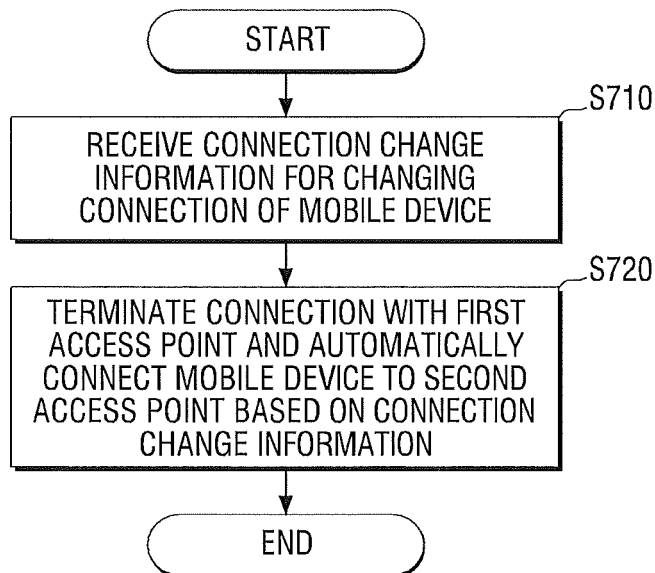 START
S710
RECEIVE CONNECTION CHANGE
INFORMATION FOR CHANGING
CONNECTION OF MOBILE DEVICE
S720
TERMINATE CONNECTION WITH FIRST
ACCESS POINT AND AUTOMATICALLY
CONNECT MOBILE DEVICE TO SECOND
ACCESS POINT BASED ON CONNECTION
CHANGE INFORMATION
END